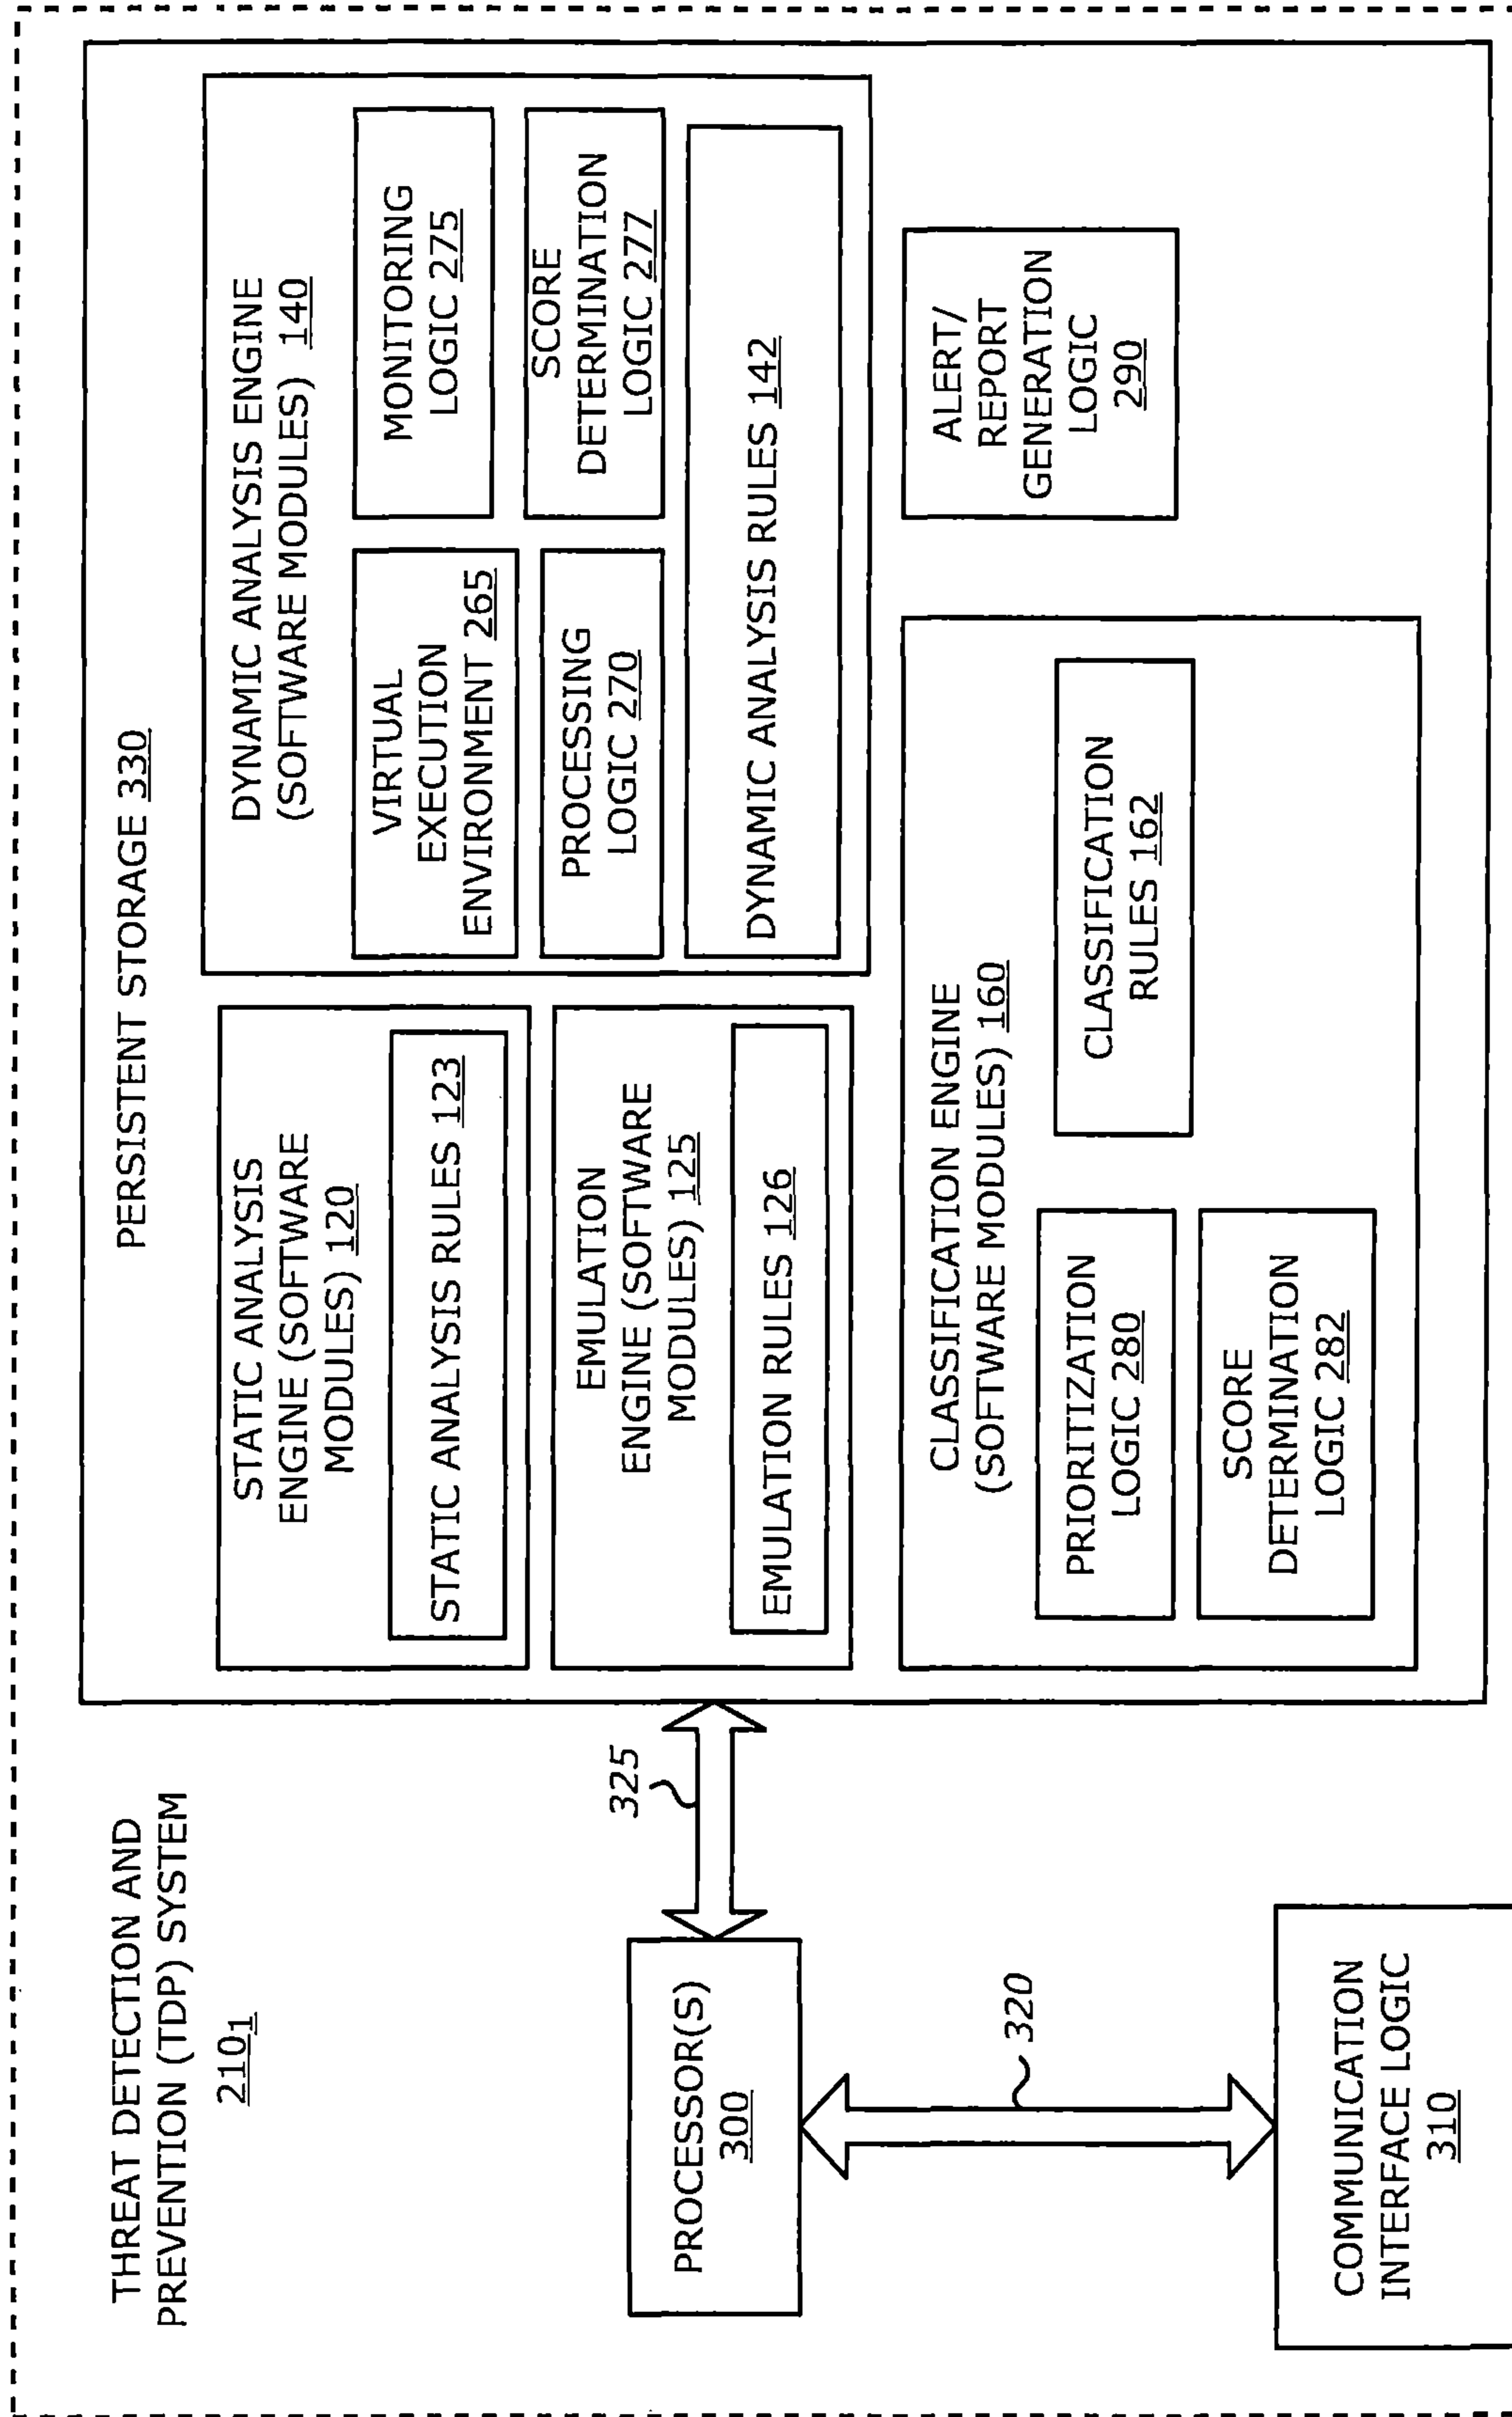 THREAT DETECTION AND
PREVENTION (TDP) SYSTEM
210₁
PROCESSOR(S)
300
325
320
COMMUNICATION
INTERFACE LOGIC
310
PERSISTENT STORAGE 330
STATIC ANALYSIS
ENGINE (SOFTWARE
MODULES) 120
STATIC ANALYSIS RULES 123
EMULATION
ENGINE (SOFTWARE
MODULES) 125
EMULATION RULES 126
DYNAMIC ANALYSIS ENGINE
(SOFTWARE MODULES) 140
VIRTUAL
EXECUTION
ENVIRONMENT 265
MONITORING
LOGIC 275
PROCESSING
LOGIC 270
SCORE
DETERMINATION
LOGIC 277
DYNAMIC ANALYSIS RULES 142
CLASSIFICATION ENGINE
(SOFTWARE MODULES) 160
PRIORITIZATION
LOGIC 280
CLASSIFICATION
RULES 162
SCORE
DETERMINATION
LOGIC 282
ALERT/
REPORT
GENERATION
LOGIC
290